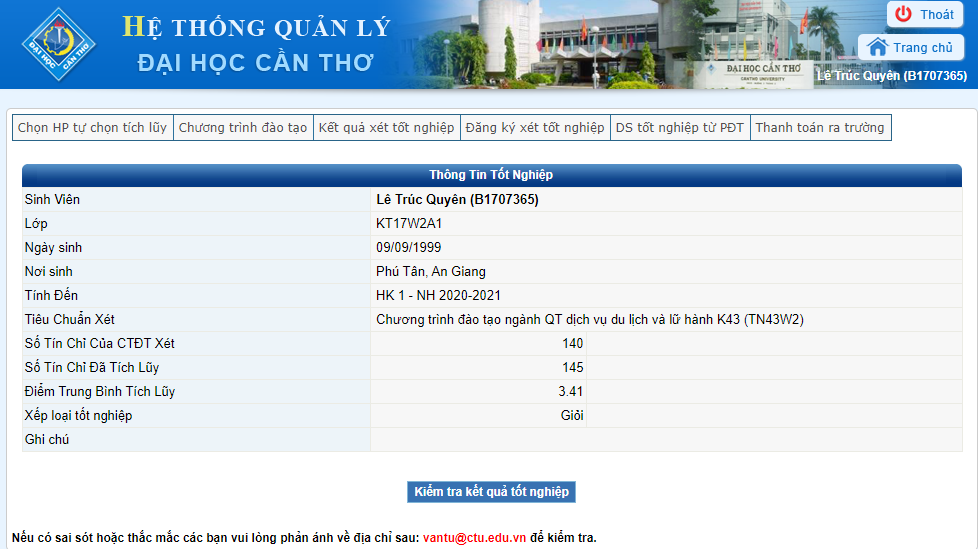 HỆ THỐNG QUẢN LÝ
ĐẠI HỌC CẦN THƠ
ĐẠI HỌC CẦN THƠ
ĐẠI HỌC CẦN THƠ
CANTHO UNIVERSITY
Thoát
Trang chủ
Lê Trúc Quyên (B1707365)
Chọn HP tự chọn tích lũy Chương trình đào tạo Kết quả xét tốt nghiệp Đăng ký xét tốt nghiệp DS tốt nghiệp từ PĐT Thanh toán ra trường
Thông Tin Tốt Nghiệp
Sinh Viên Lê Trúc Quyên (B1707365)
Lớp KT17W2A1
Ngày sinh 09/09/1999
Nơi sinh Phú Tân, An Giang
Tính Đến HK 1 - NH 2020-2021
Tiêu Chuẩn Xét Chương trình đào tạo ngành QT dịch vụ du lịch và lữ hành K43 (TN43W2)
Số Tín Chỉ Của CTĐT Xét 140
Số Tín Chỉ Đã Tích Lũy 145
Điểm Trung Bình Tích Lũy 3.41
Xếp loại tốt nghiệp Giỏi
Ghi chú
Kiểm tra kết quả tốt nghiệp
Nếu có sai sót hoặc thắc mắc các bạn vui lòng phản ánh về địa chỉ sau: vantu@ctu.edu.vn để kiểm tra.